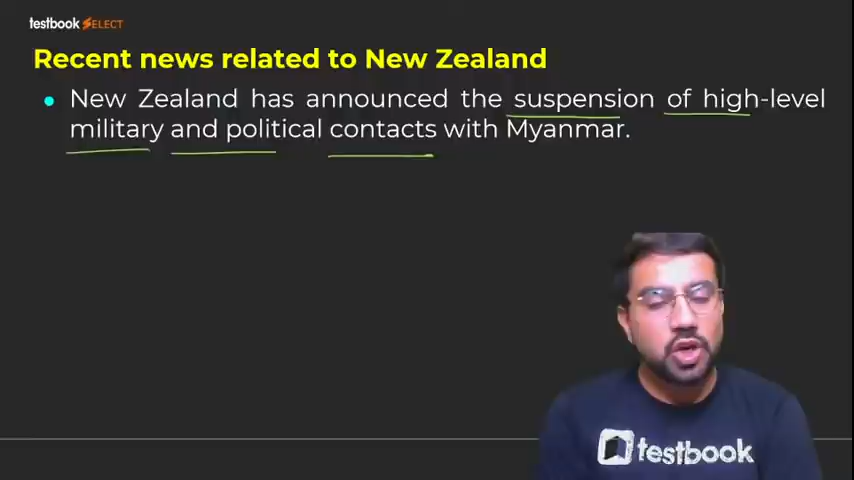 testbook SELECT
Recent news related to New Zealand
• New Zealand has announced the suspension of high-level
military and political contacts with Myanmar.
testbook